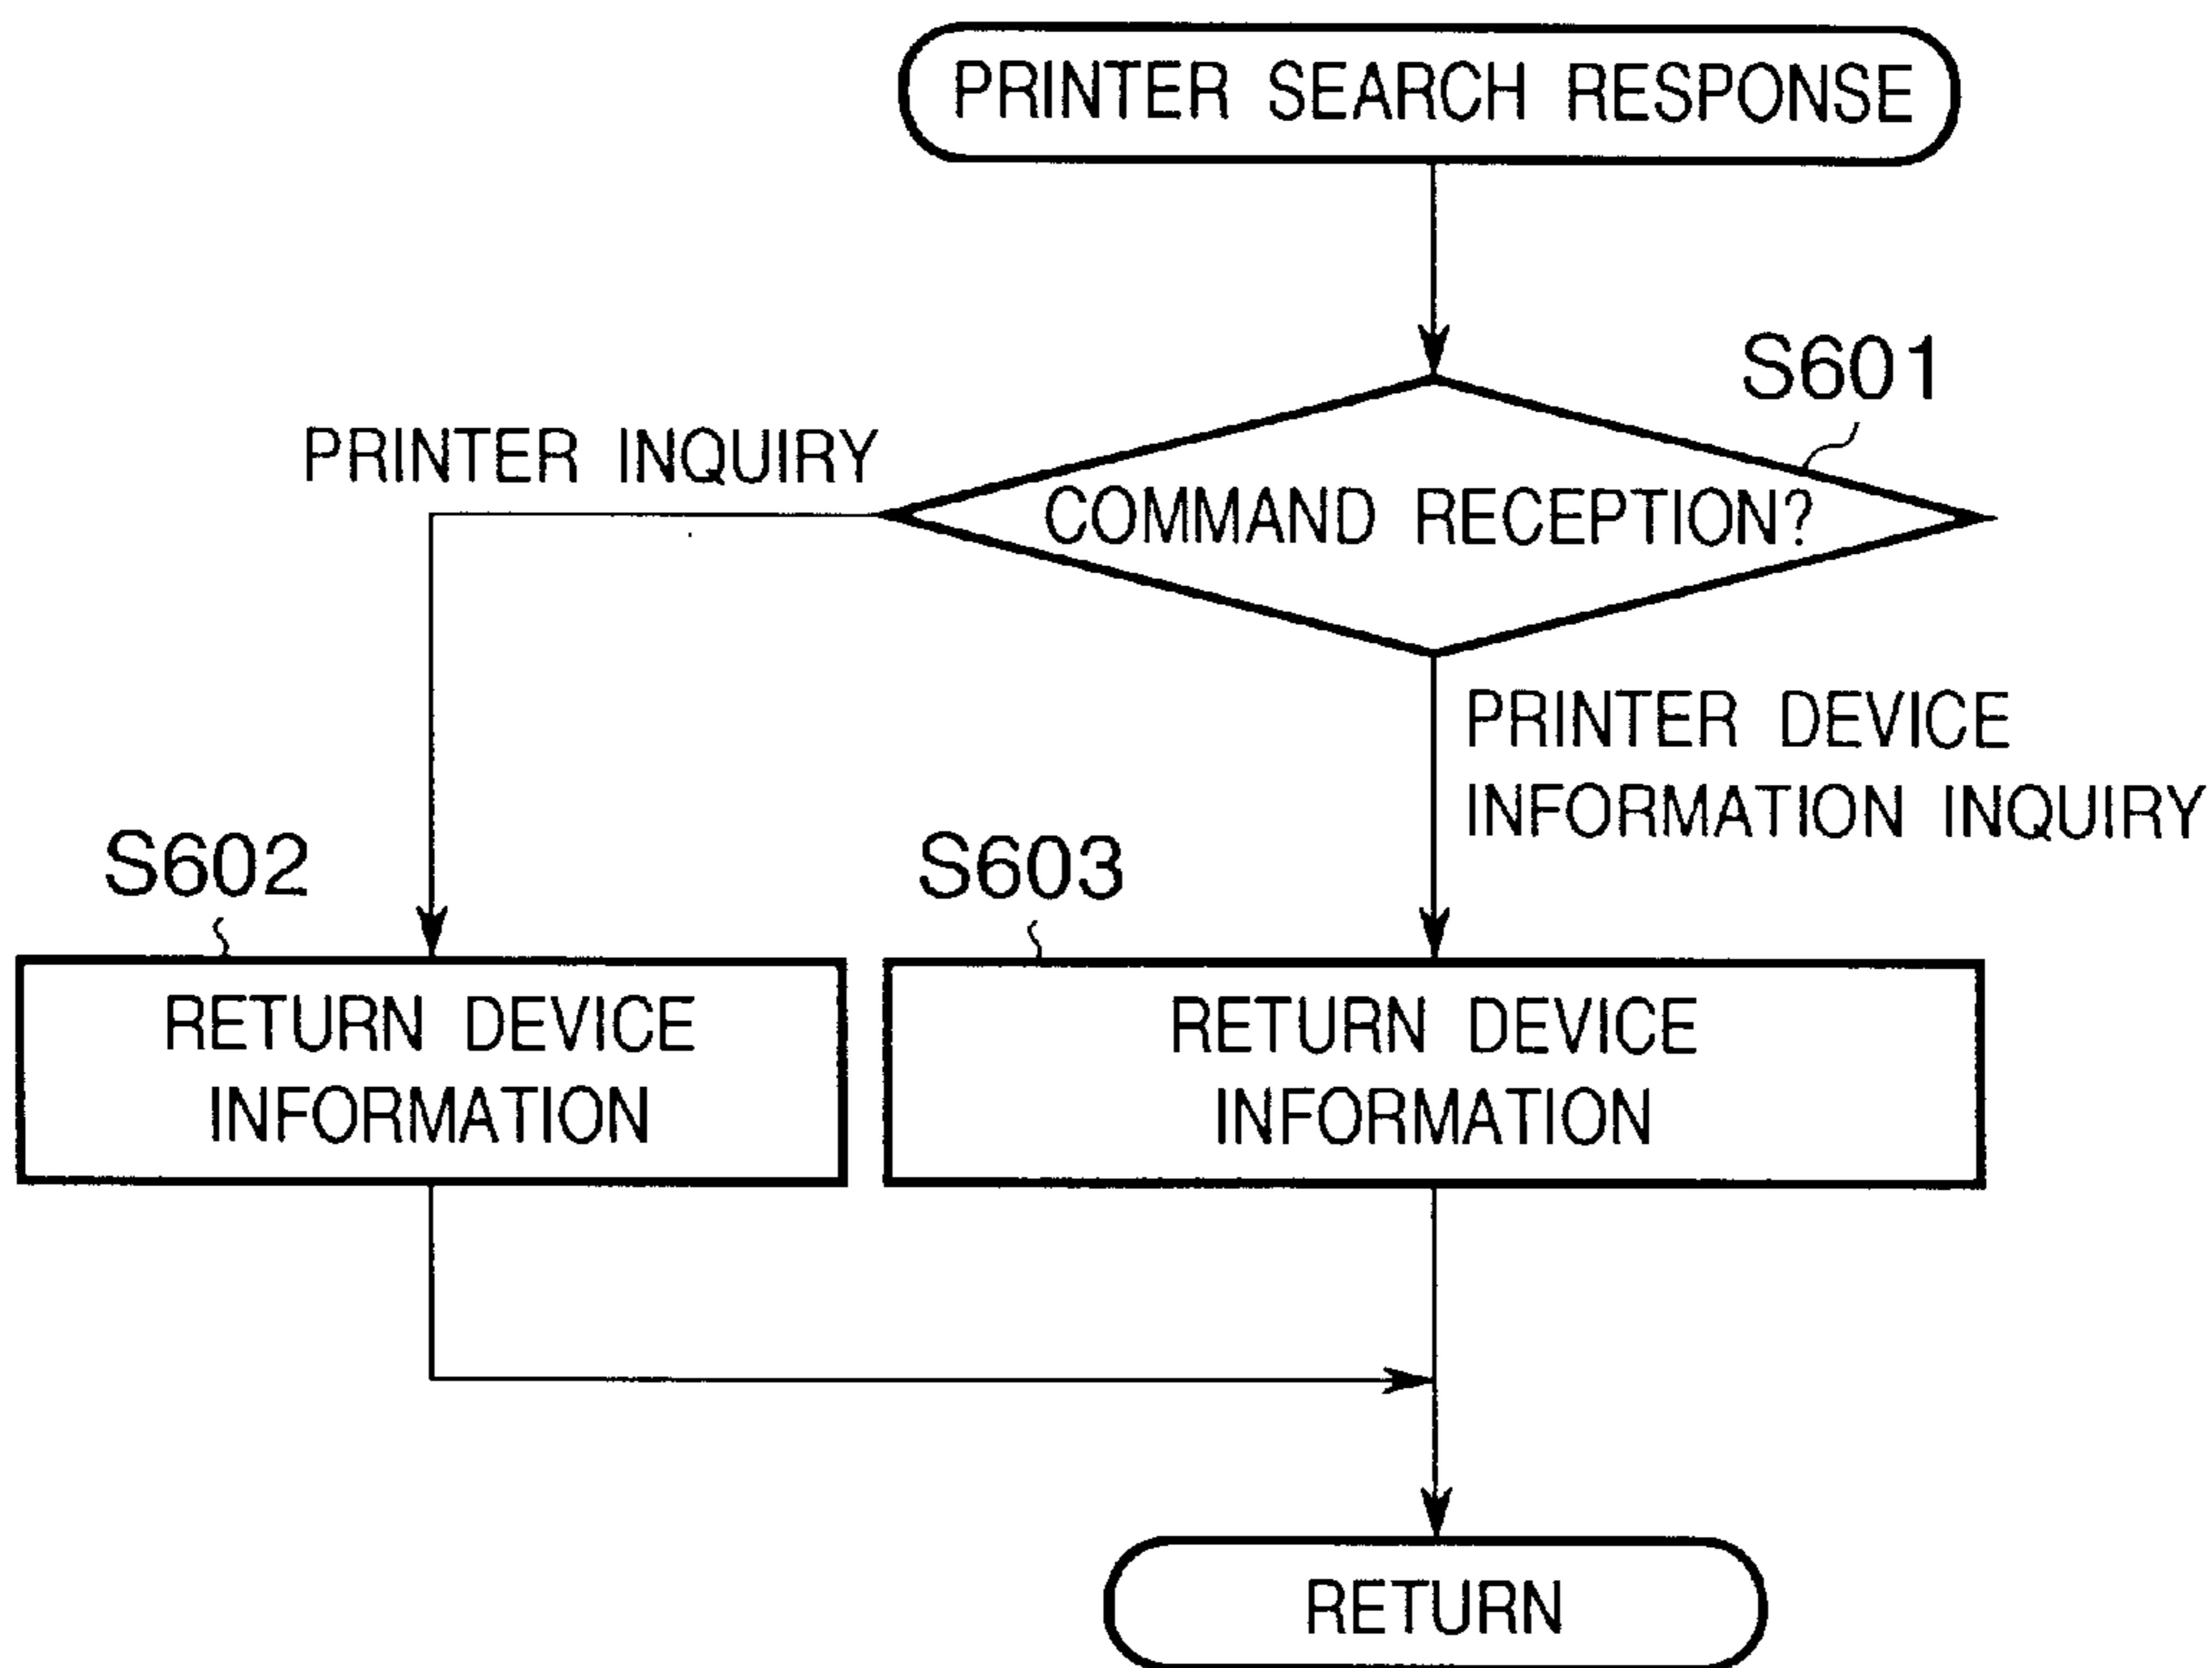 PRINTER SEARCH RESPONSE
S601
PRINTER INQUIRY
COMMAND RECEPTION?
PRINTER DEVICE
INFORMATION INQUIRY
S602
S603
RETURN DEVICE
INFORMATION
RETURN DEVICE
INFORMATION
RETURN